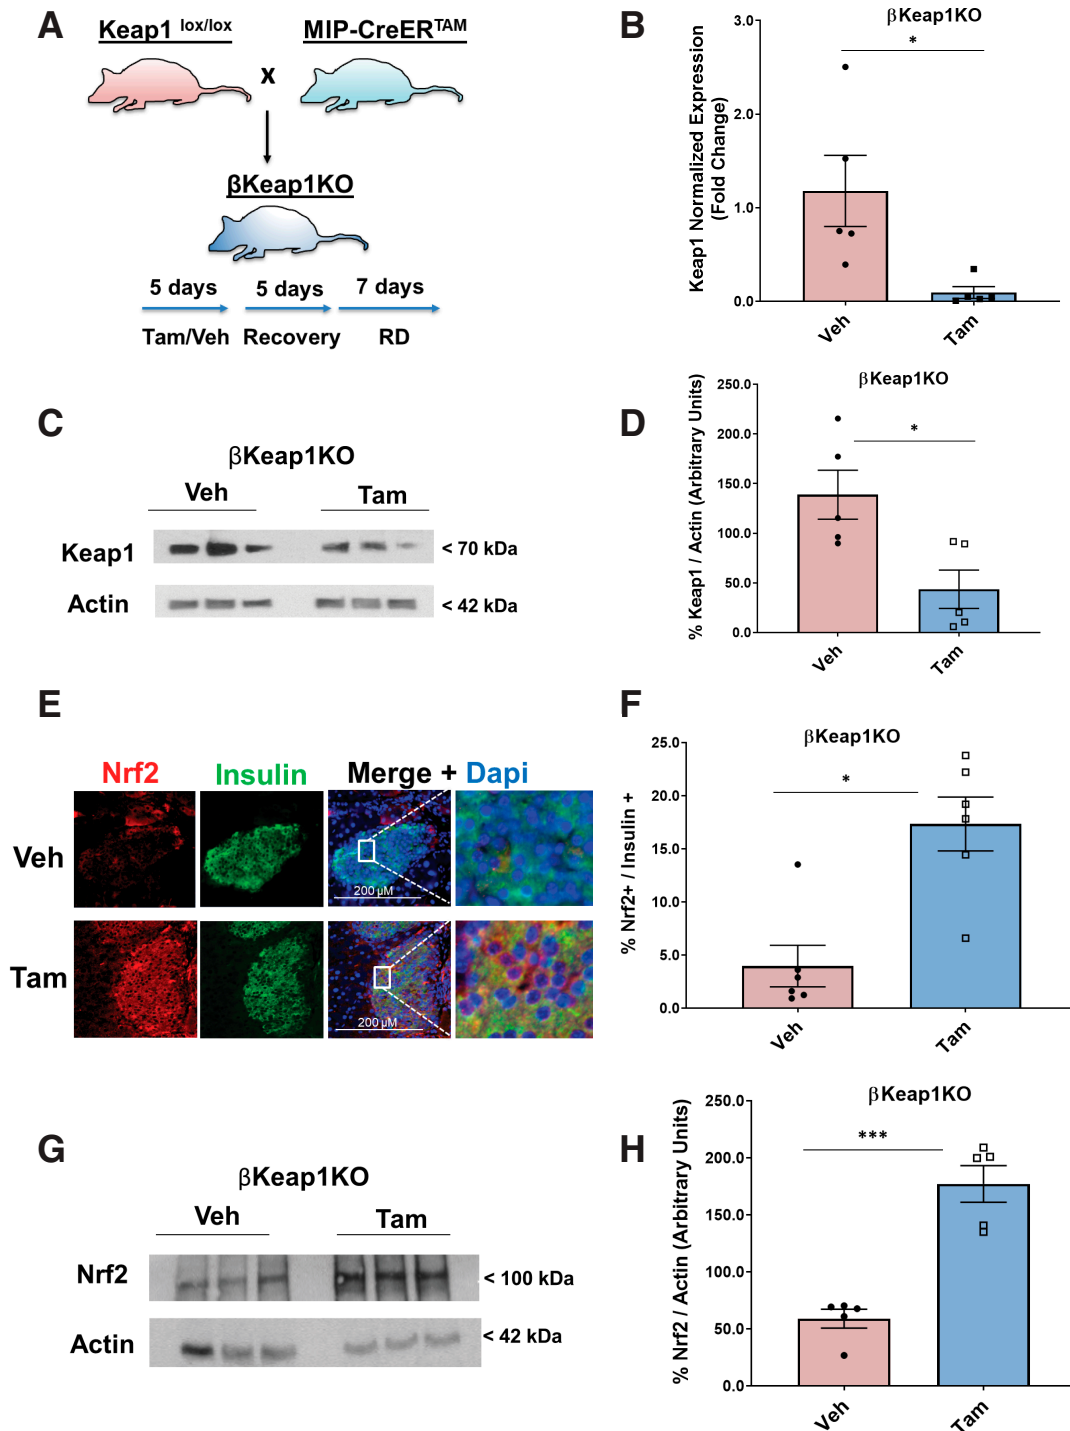 A
Keap1 lox/lox
MIP-CreERTAM
x
βKeap1KO
5 days
5 days
7 days
Tam/Veh
Recovery
RD
B
βKeap1KO
*
Keap1 Normalized Expression
(Fold Change)
3.0
2.0
1.0
0.0
Veh
Tam
C
βKeap1KO
Veh
Tam
Keap1
< 70 kDa
Actin
< 42 kDa
D
βKeap1KO
*
% Keap1 / Actin (Arbitrary Units)
250.0
200.0
150.0
100.0
50.0
0.0
Veh
Tam
E
Nrf2
Insulin
Merge + Dapi
Veh
200 µM
Tam
200 µM
F
βKeap1KO
*
% Nrf2+ / Insulin +
25.0
20.0
15.0
10.0
5.0
0.0
Veh
Tam
G
βKeap1KO
Veh
Tam
Nrf2
< 100 kDa
Actin
< 42 kDa
H
βKeap1KO
***
% Nrf2 / Actin (Arbitrary Units)
250.0
200.0
150.0
100.0
50.0
0.0
Veh
Tam